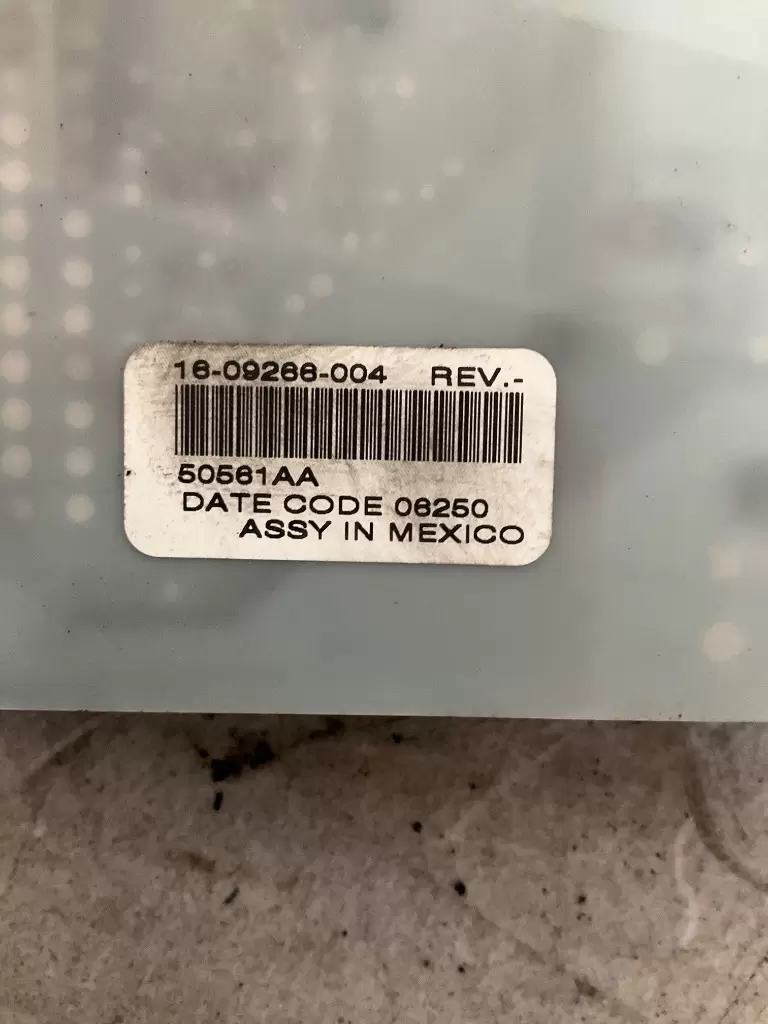 16-09266-004 REV.-
50561AA
DATE CODE 06250
ASSY IN MEXICO